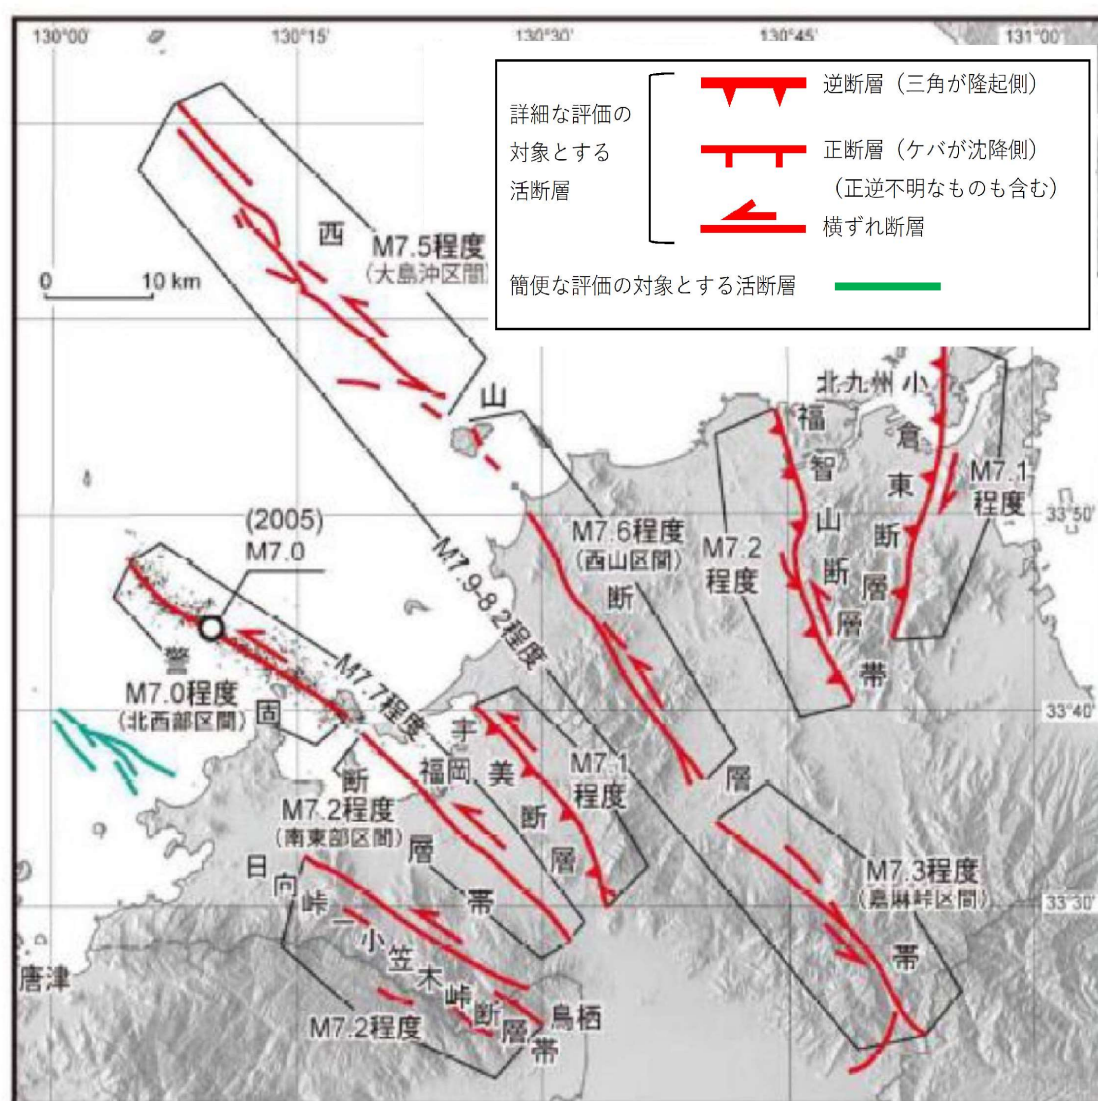 130°00'
130°15'
130°30'
130°45'
131°00'
詳細な評価の
対象とする
活断層
逆断層（三角が隆起側）
正断層（ケバが沈降側）
（正逆不明なものも含む）
横ずれ断層
簡便な評価の対象とする活断層
0
10 km
西
山
断
層
帯
M7.5程度
（大島沖区間）
M7.6程度
（西山区間）
M7.3程度
（嘉麻峠区間）
M7.9-8.2程度
北九州
小
倉
東
断
層
M7.1
程度
福
智
山
断
層
帯
M7.2
程度
33°50'
33°40'
33°30'
(2005)
M7.0
警
固
断
層
帯
M7.0程度
（北西部区間）
M7.7程度
M7.2程度
（南東部区間）
福岡
宇
美
断
層
M7.1
程度
日
向
峠
ー
小
笠
木
峠
断
層
帯
M7.2程度
唐津
鳥栖